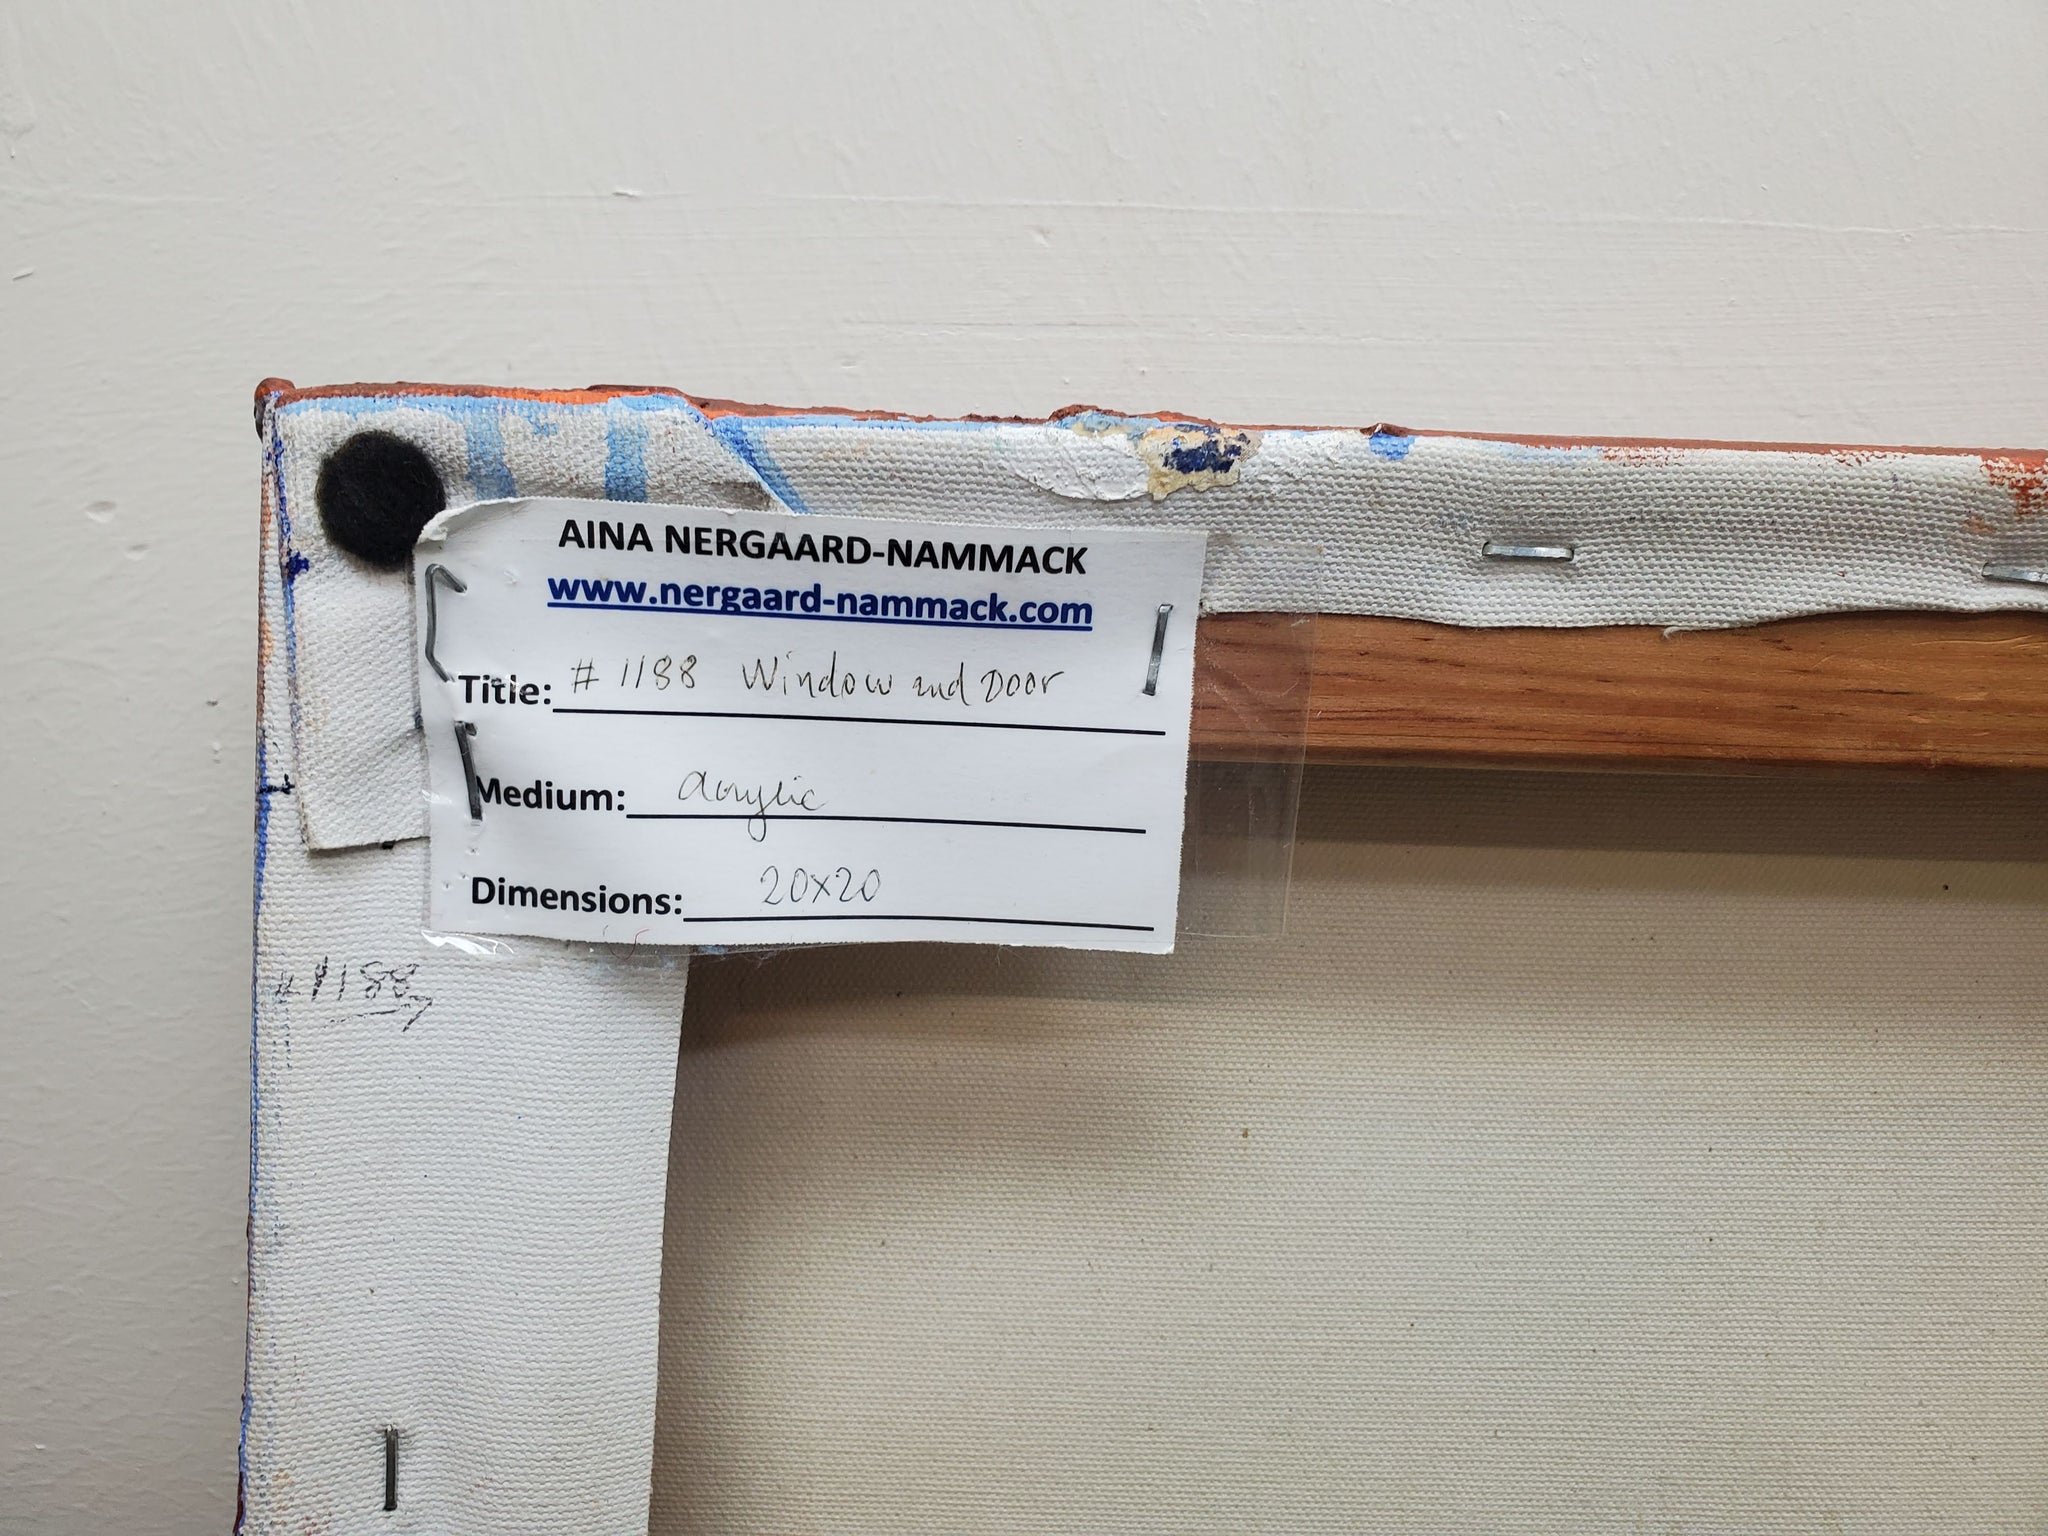 AINA NERGAARD-NAMMACK
www.nergaard-nammack.com
Title: # 1188 Window and Door
Medium: acrylic
Dimensions: 20x20
# 1188